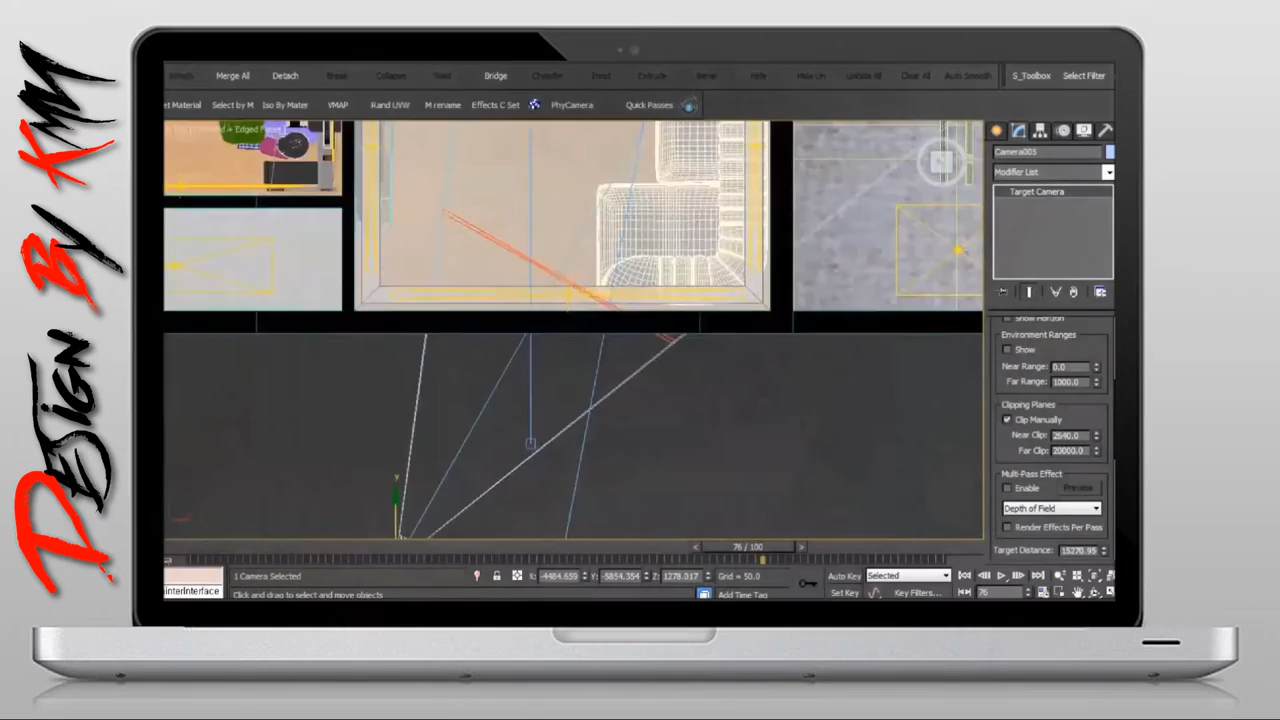 Design By KMM
Merge All Detach Bridge S_Toolbox Select Filter
et Material Select by M Iso By Mater VMAP Rand UVW M rename Effects C Set PhyCamera Quick Passes
Camera005
Modifier List
Target Camera
Show Horizon
Environment Ranges
Show
Near Range: 0.0
Far Range: 1000.0
Clipping Planes
Clip Manually
Near Clip: 2640.0
Far Clip: 20000.0
Multi-Pass Effect
Enable Preview
Depth of Field
Render Effects Per Pass
Target Distance: 15270.95
y
< 76 / 100 >
1 Camera Selected X: -4484.659 Y: -5854.354 Z: 1278.017 Grid = 50.0 Auto Key Selected
interInterface Click and drag to select and move objects Add Time Tag Set Key Key Filters... 76